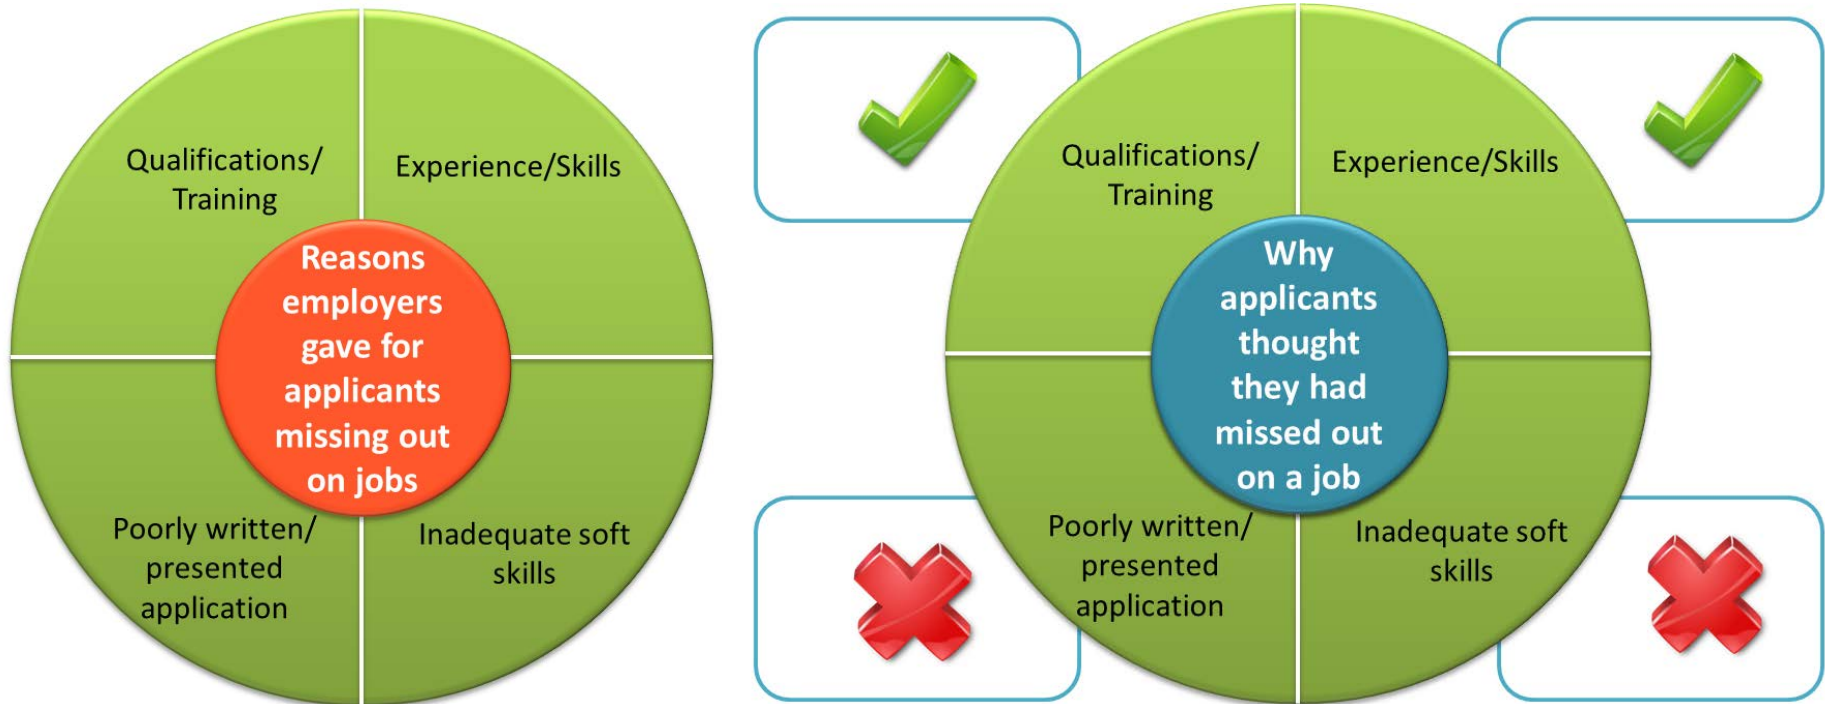 Qualifications/
Training
Experience/Skills
Reasons
employers
gave for
applicants
missing out
on jobs
Poorly written/
presented
application
Inadequate soft
skills
Qualifications/
Training
Experience/Skills
Why
applicants
thought
they had
missed out
on a job
Poorly written/
presented
application
Inadequate soft
skills